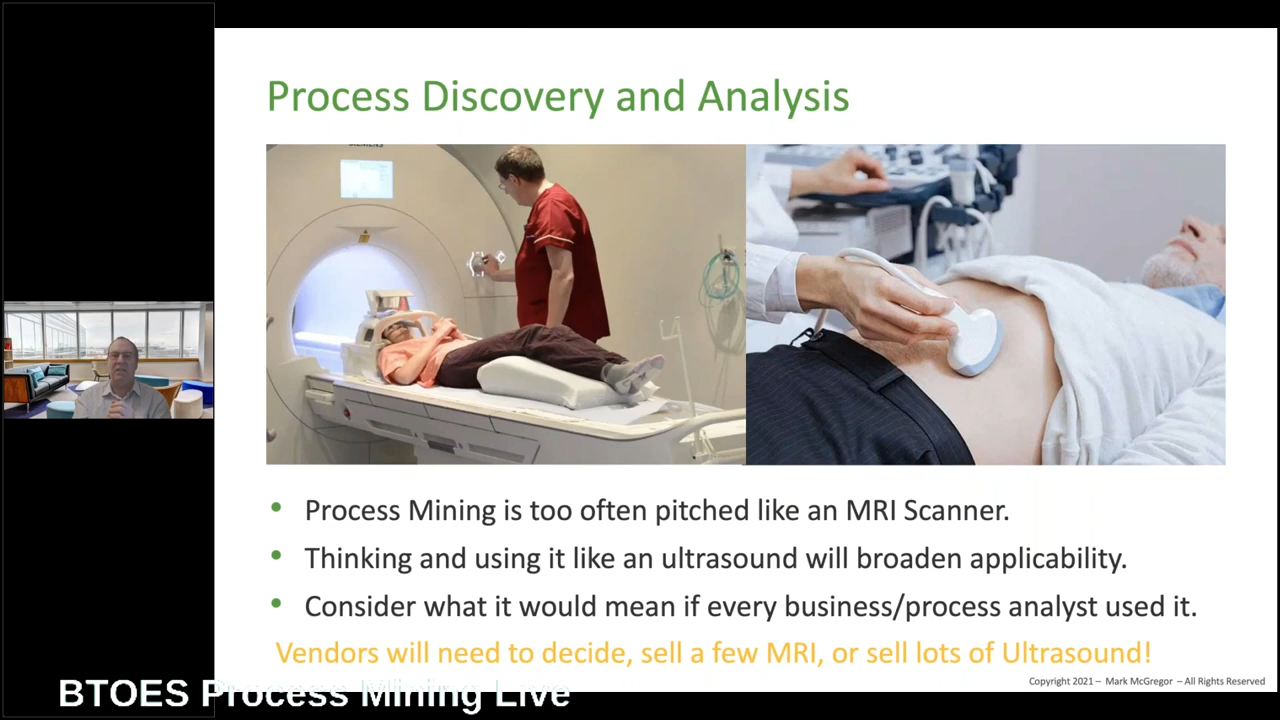 Process Discovery and Analysis
SIEMENS
• Process Mining is too often pitched like an MRI Scanner.
• Thinking and using it like an ultrasound will broaden applicability.
• Consider what it would mean if every business/process analyst used it.
Vendors will need to decide, sell a few MRI, or sell lots of Ultrasound!
Copyright 2021 – Mark McGregor – All Rights Reserved
BTOES Process Mining Live